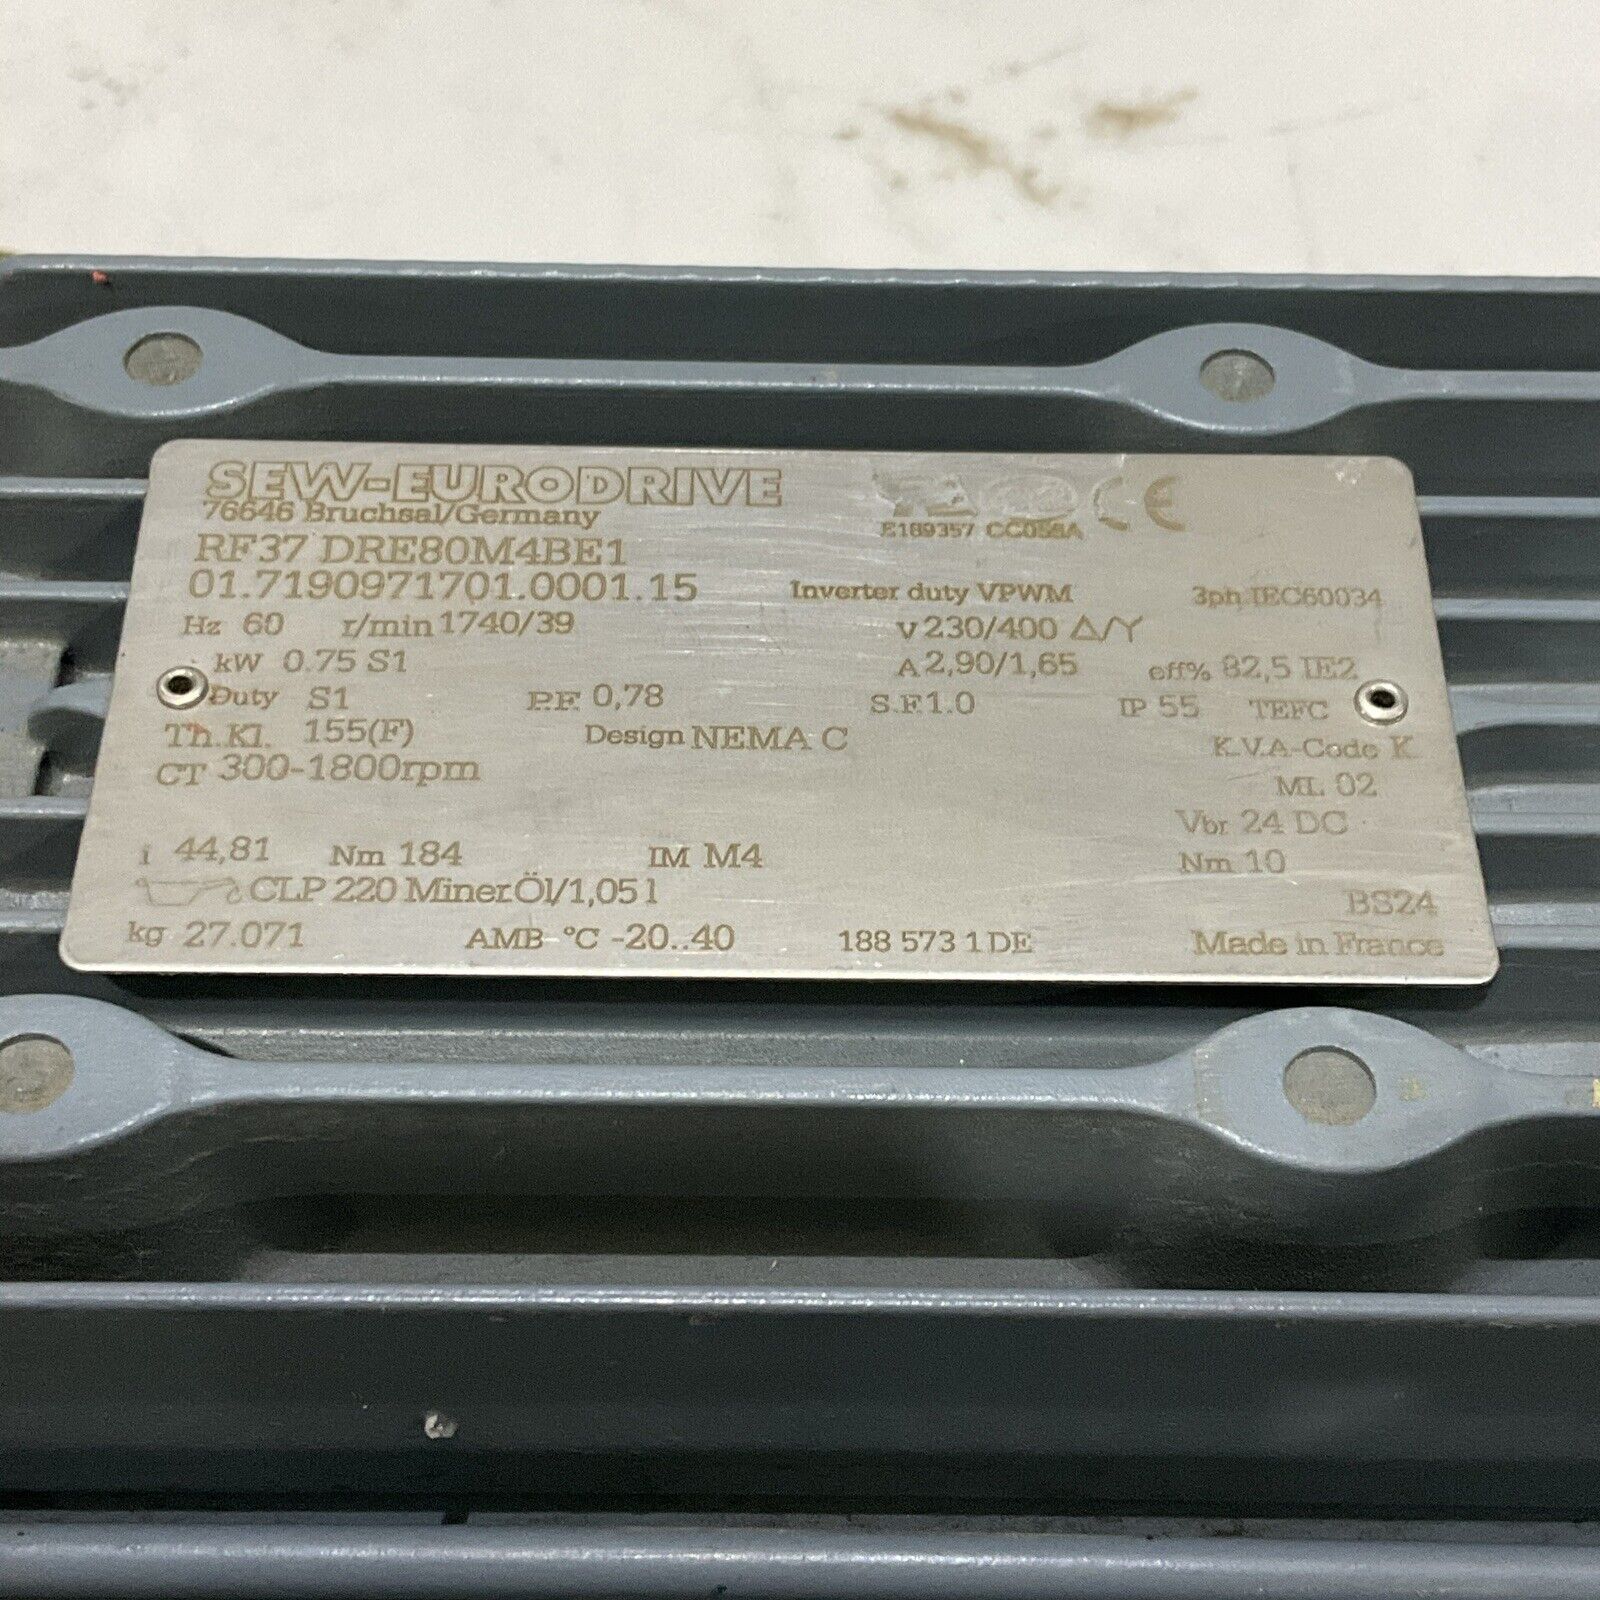 SEW-EURODRIVE
76646 Bruchsal/Germany
CE
E189357 CC056A
RF37 DRE80M4BE1
01.7190971701.0001.15 Inverter duty VPWM 3ph IEC60034
Hz 60 r/min 1740/39 V 230/400 Δ/Y
kW 0.75 S1 A 2,90/1,65 eff% 82,5 IE2
Duty S1 P.F. 0,78 S.F. 1.0 IP 55 TEFC
Th.Kl. 155(F) Design NEMA C K.V.A-Code K
CT 300-1800rpm ML 02
Vbr 24 DC
i 44,81 Nm 184 IM M4 Nm 10
CLP 220 Miner.Öl/1,05 l BS24
kg 27.071 AMB °C -20..40 188 573 1 DE Made in France